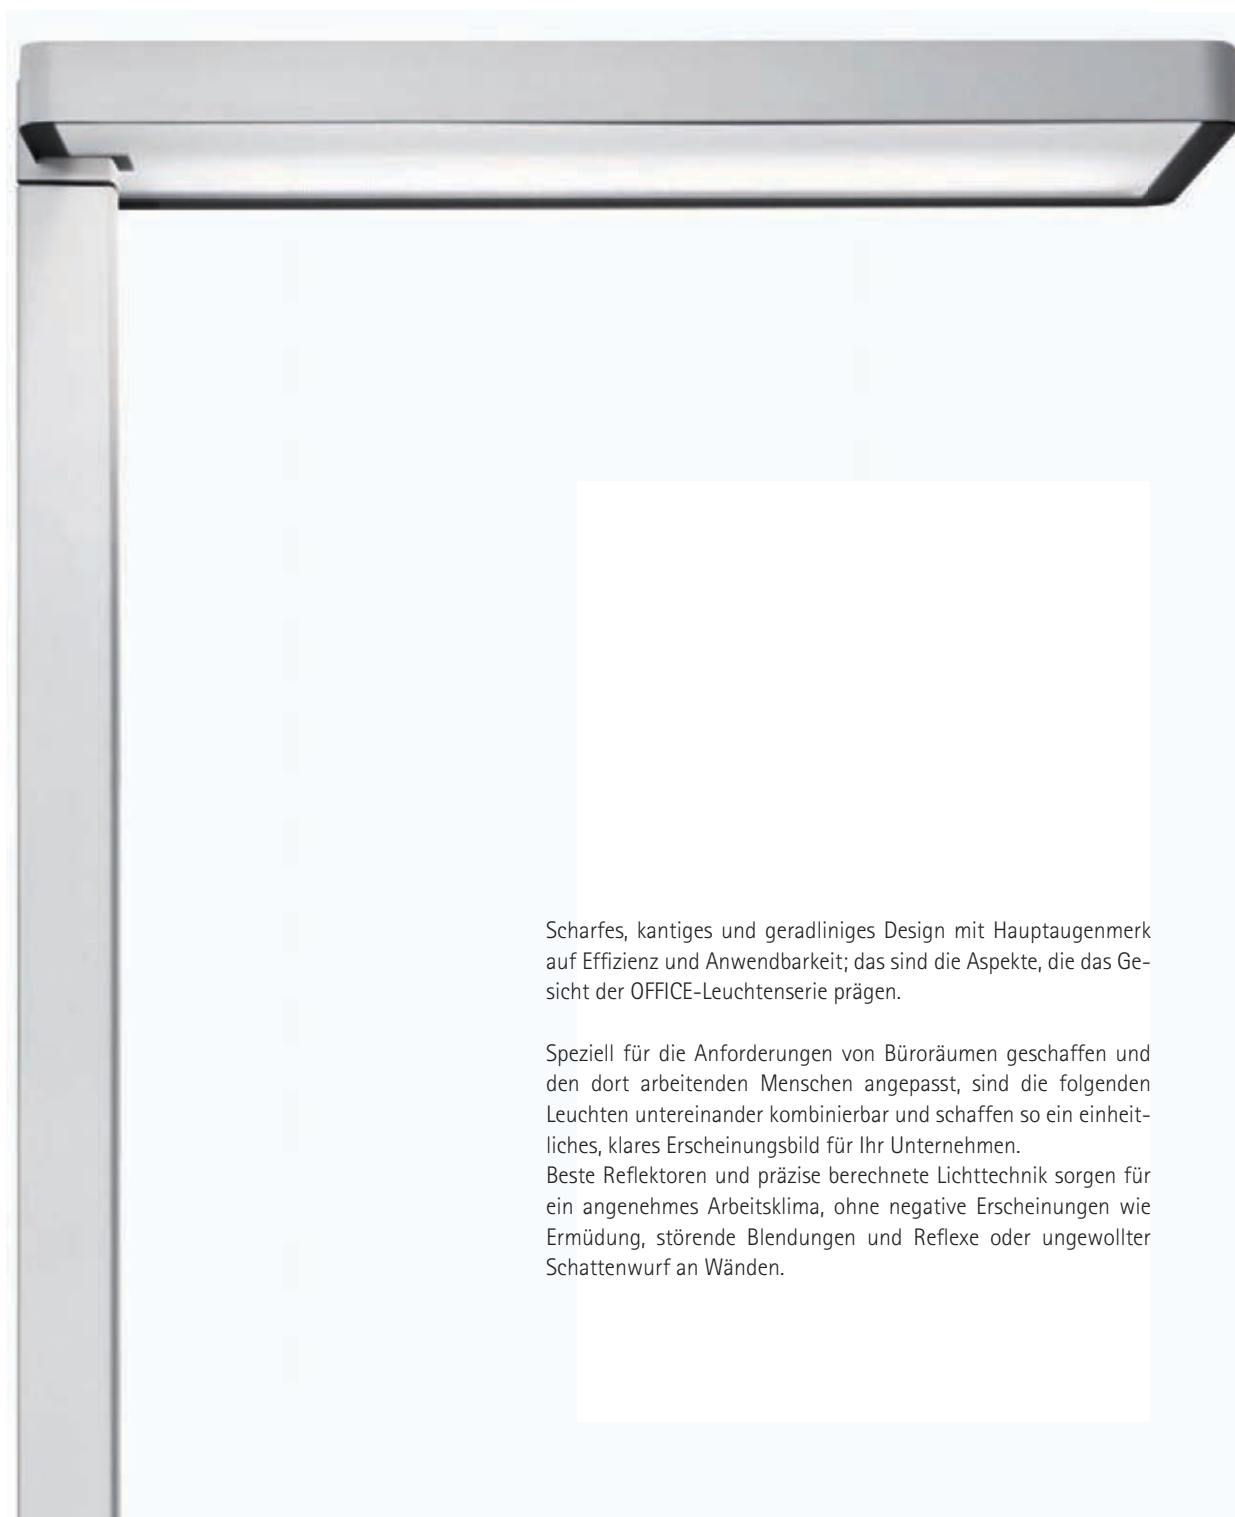 Scharfes, kantiges und geradliniges Design mit Hauptaugenmerk
auf Effizienz und Anwendbarkeit; das sind die Aspekte, die das Ge-
sicht der OFFICE-Leuchtenserie prägen.
Speziell für die Anforderungen von Büroräumen geschaffen und
den dort arbeitenden Menschen angepasst, sind die folgenden
Leuchten untereinander kombinierbar und schaffen so ein einheit-
liches, klares Erscheinungsbild für Ihr Unternehmen.
Beste Reflektoren und präzise berechnete Lichttechnik sorgen für
ein angenehmes Arbeitsklima, ohne negative Erscheinungen wie
Ermüdung, störende Blendungen und Reflexe oder ungewollter
Schattenwurf an Wänden.